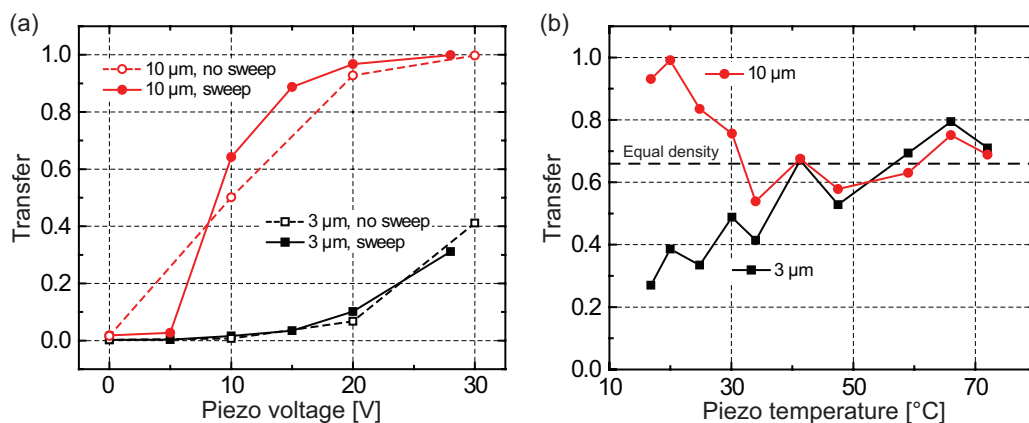 (a)
1.0
0.8
0.6
0.4
0.2
0.0
Transfer
10 µm, no sweep
10 µm, sweep
3 µm, no sweep
3 µm, sweep
0 10 20 30
Piezo voltage [V]
(b)
1.0
0.8
0.6
0.4
0.2
0.0
Transfer
10 µm
Equal density
3 µm
10 30 50 70
Piezo temperature [°C]